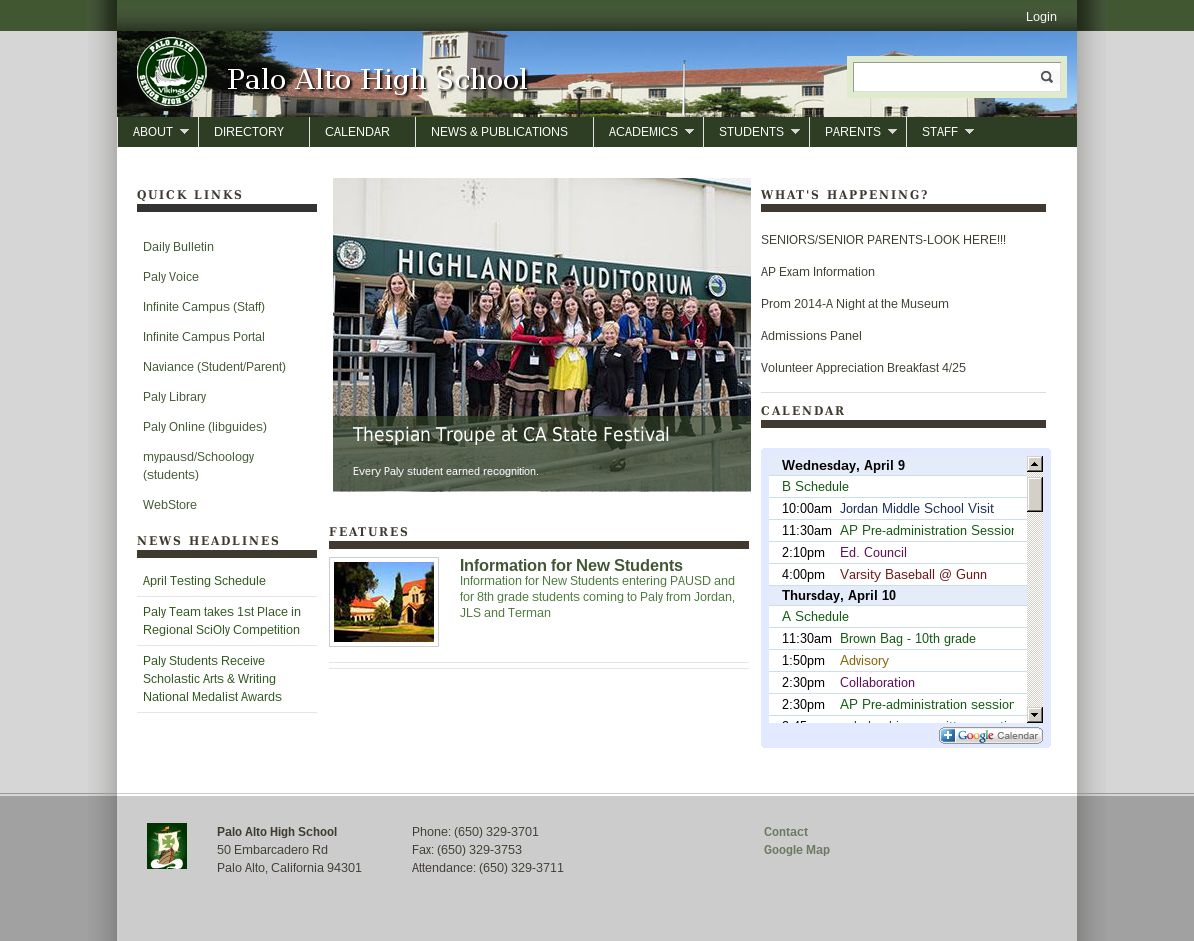 Login
PALO ALTO
Vikings
SENIOR HIGH SCHOOL
Palo Alto High School
ABOUT
DIRECTORY
CALENDAR
NEWS & PUBLICATIONS
ACADEMICS
STUDENTS
PARENTS
STAFF
QUICK LINKS
Daily Bulletin
Paly Voice
Infinite Campus (Staff)
Infinite Campus Portal
Naviance (Student/Parent)
Paly Library
Paly Online (libguides)
mypausd/Schoology
(students)
WebStore
NEWS HEADLINES
April Testing Schedule
Paly Team takes 1st Place in
Regional SciOly Competition
Paly Students Receive
Scholastic Arts & Writing
National Medalist Awards
HIGHLANDER AUDITORIUM
Thespian Troupe at CA State Festival
Every Paly student earned recognition.
FEATURES
Information for New Students
Information for New Students entering PAUSD and
for 8th grade students coming to Paly from Jordan,
JLS and Terman
WHAT'S HAPPENING?
SENIORS/SENIOR PARENTS-LOOK HERE!!!
AP Exam Information
Prom 2014-A Night at the Museum
Admissions Panel
Volunteer Appreciation Breakfast 4/25
CALENDAR
Wednesday, April 9
B Schedule
10:00am Jordan Middle School Visit
11:30am AP Pre-administration Session
2:10pm Ed. Council
4:00pm Varsity Baseball @ Gunn
Thursday, April 10
A Schedule
11:30am Brown Bag - 10th grade
1:50pm Advisory
2:30pm Collaboration
2:30pm AP Pre-administration session
Google Calendar
Palo Alto High School
50 Embarcadero Rd
Palo Alto, California 94301
Phone: (650) 329-3701
Fax: (650) 329-3753
Attendance: (650) 329-3711
Contact
Google Map